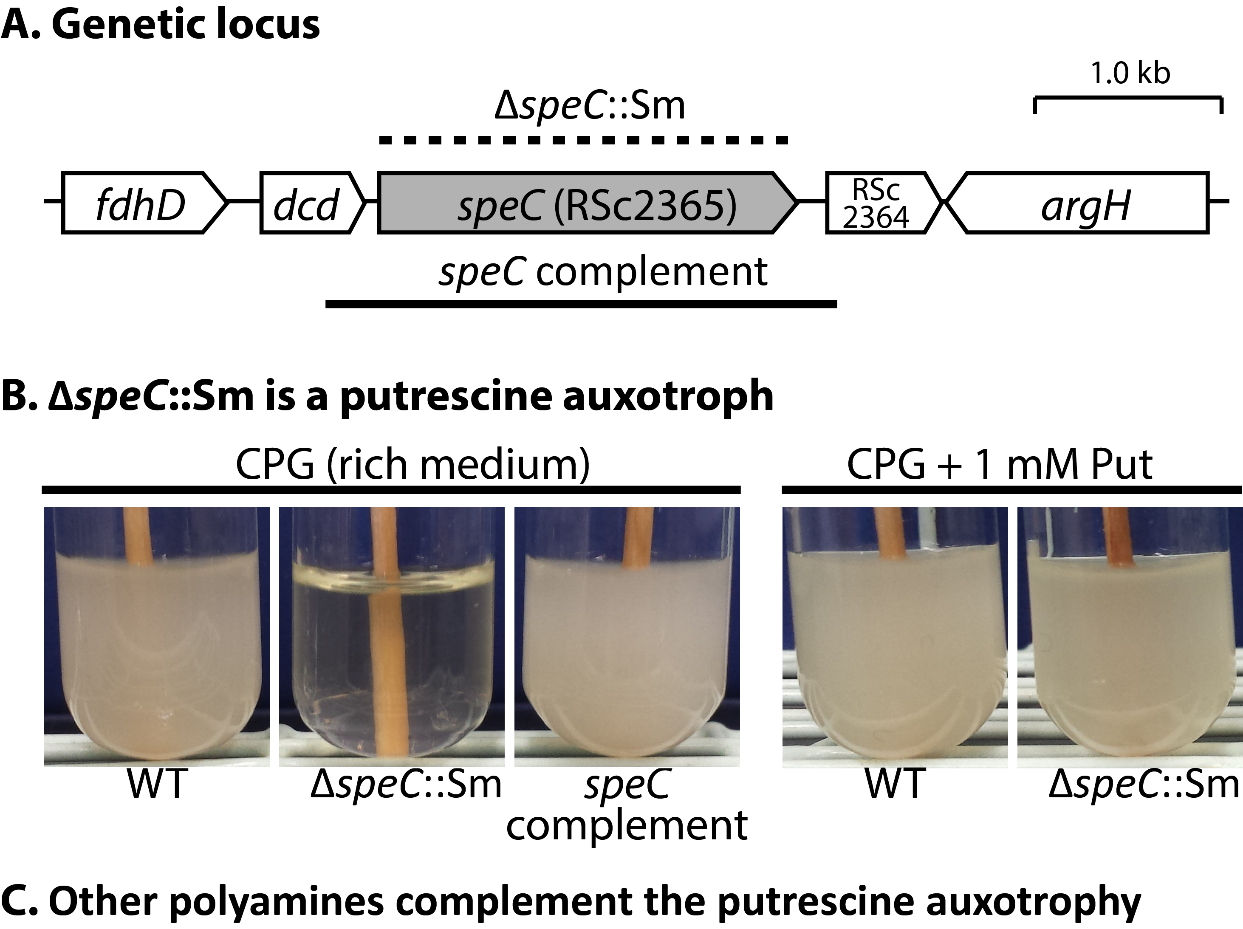 A. Genetic locus
1.0 kb
ΔspeC::Sm
fdhD
dcd
speC (RSc2365)
RSc
2364
argH
speC complement
B. ΔspeC::Sm is a putrescine auxotroph
CPG (rich medium)
CPG + 1 mM Put
WT
ΔspeC::Sm
speC
complement
WT
ΔspeC::Sm
C. Other polyamines complement the putrescine auxotrophy